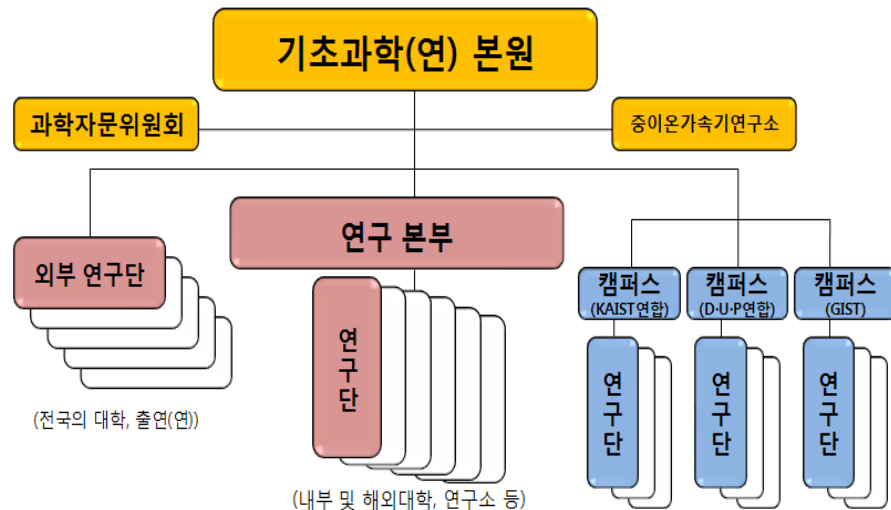 기초과학(연) 본원
과학자문위원회
중이온가속기연구소
연구 본부
외부 연구단
캠퍼스
(KAIST연합)
캠퍼스
(D·U·P연합)
캠퍼스
(GIST)
연구단
연구단
연구단
연구단
(전국의 대학, 출연(연))
(내부 및 해외대학, 연구소 등)